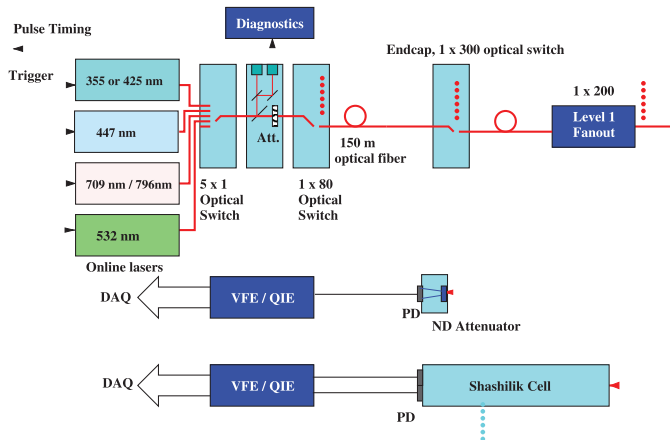 Diagnostics
Pulse Timing
Trigger
355 or 425 nm
447 nm
709 nm / 796nm
532 nm
Online lasers
5 x 1
Optical
Switch
Att.
1 x 80
Optical
Switch
150 m
optical fiber
Endcap, 1 x 300 optical switch
1 x 200
Level 1
Fanout
DAQ
VFE / QIE
PD
ND Attenuator
DAQ
VFE / QIE
PD
Shashilik Cell